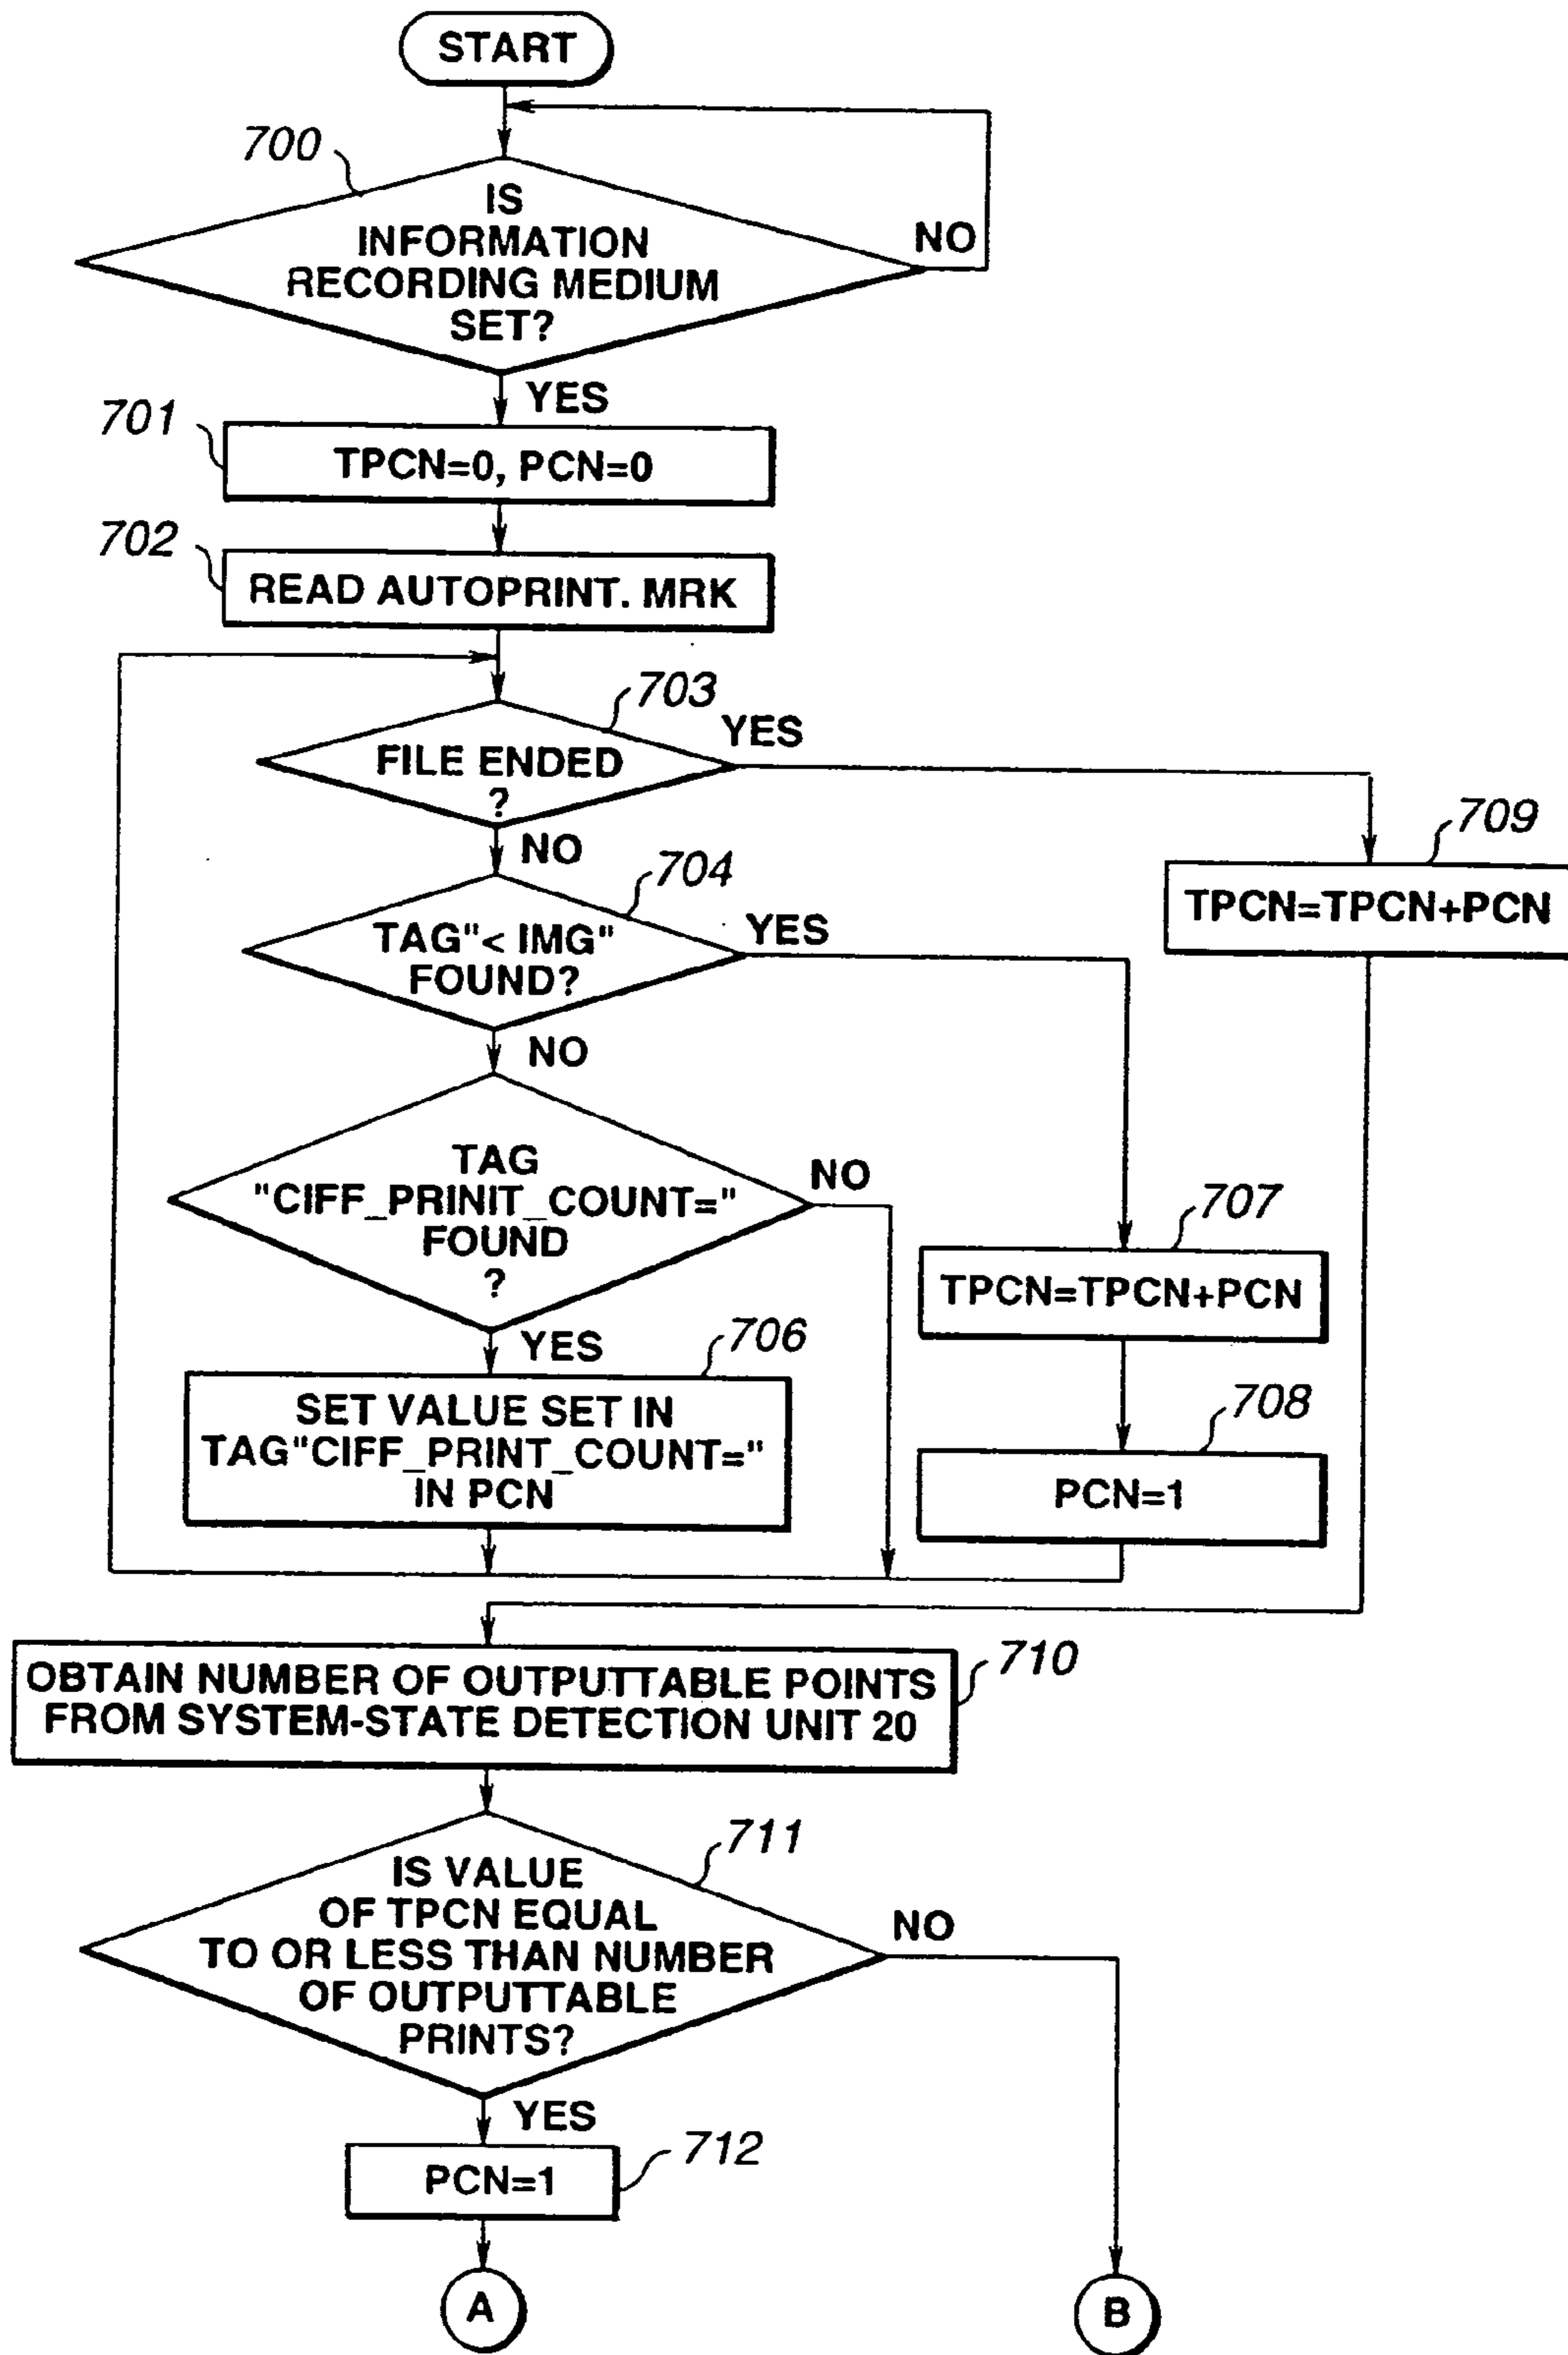 START
700
IS
INFORMATION
RECORDING MEDIUM
SET?
NO
YES
701
TPCN=0, PCN=0
702
READ AUTOPRINT. MRK
703
FILE ENDED
?
YES
NO
709
TPCN=TPCN+PCN
704
TAG"< IMG"
FOUND?
YES
NO
TAG
"CIFF_PRINIT_COUNT="
FOUND
?
NO
YES
707
TPCN=TPCN+PCN
706
SET VALUE SET IN
TAG"CIFF_PRINT_COUNT="
IN PCN
708
PCN=1
710
OBTAIN NUMBER OF OUTPUTTABLE POINTS
FROM SYSTEM-STATE DETECTION UNIT 20
711
IS VALUE
OF TPCN EQUAL
TO OR LESS THAN NUMBER
OF OUTPUTTABLE
PRINTS?
NO
YES
712
PCN=1
A
B